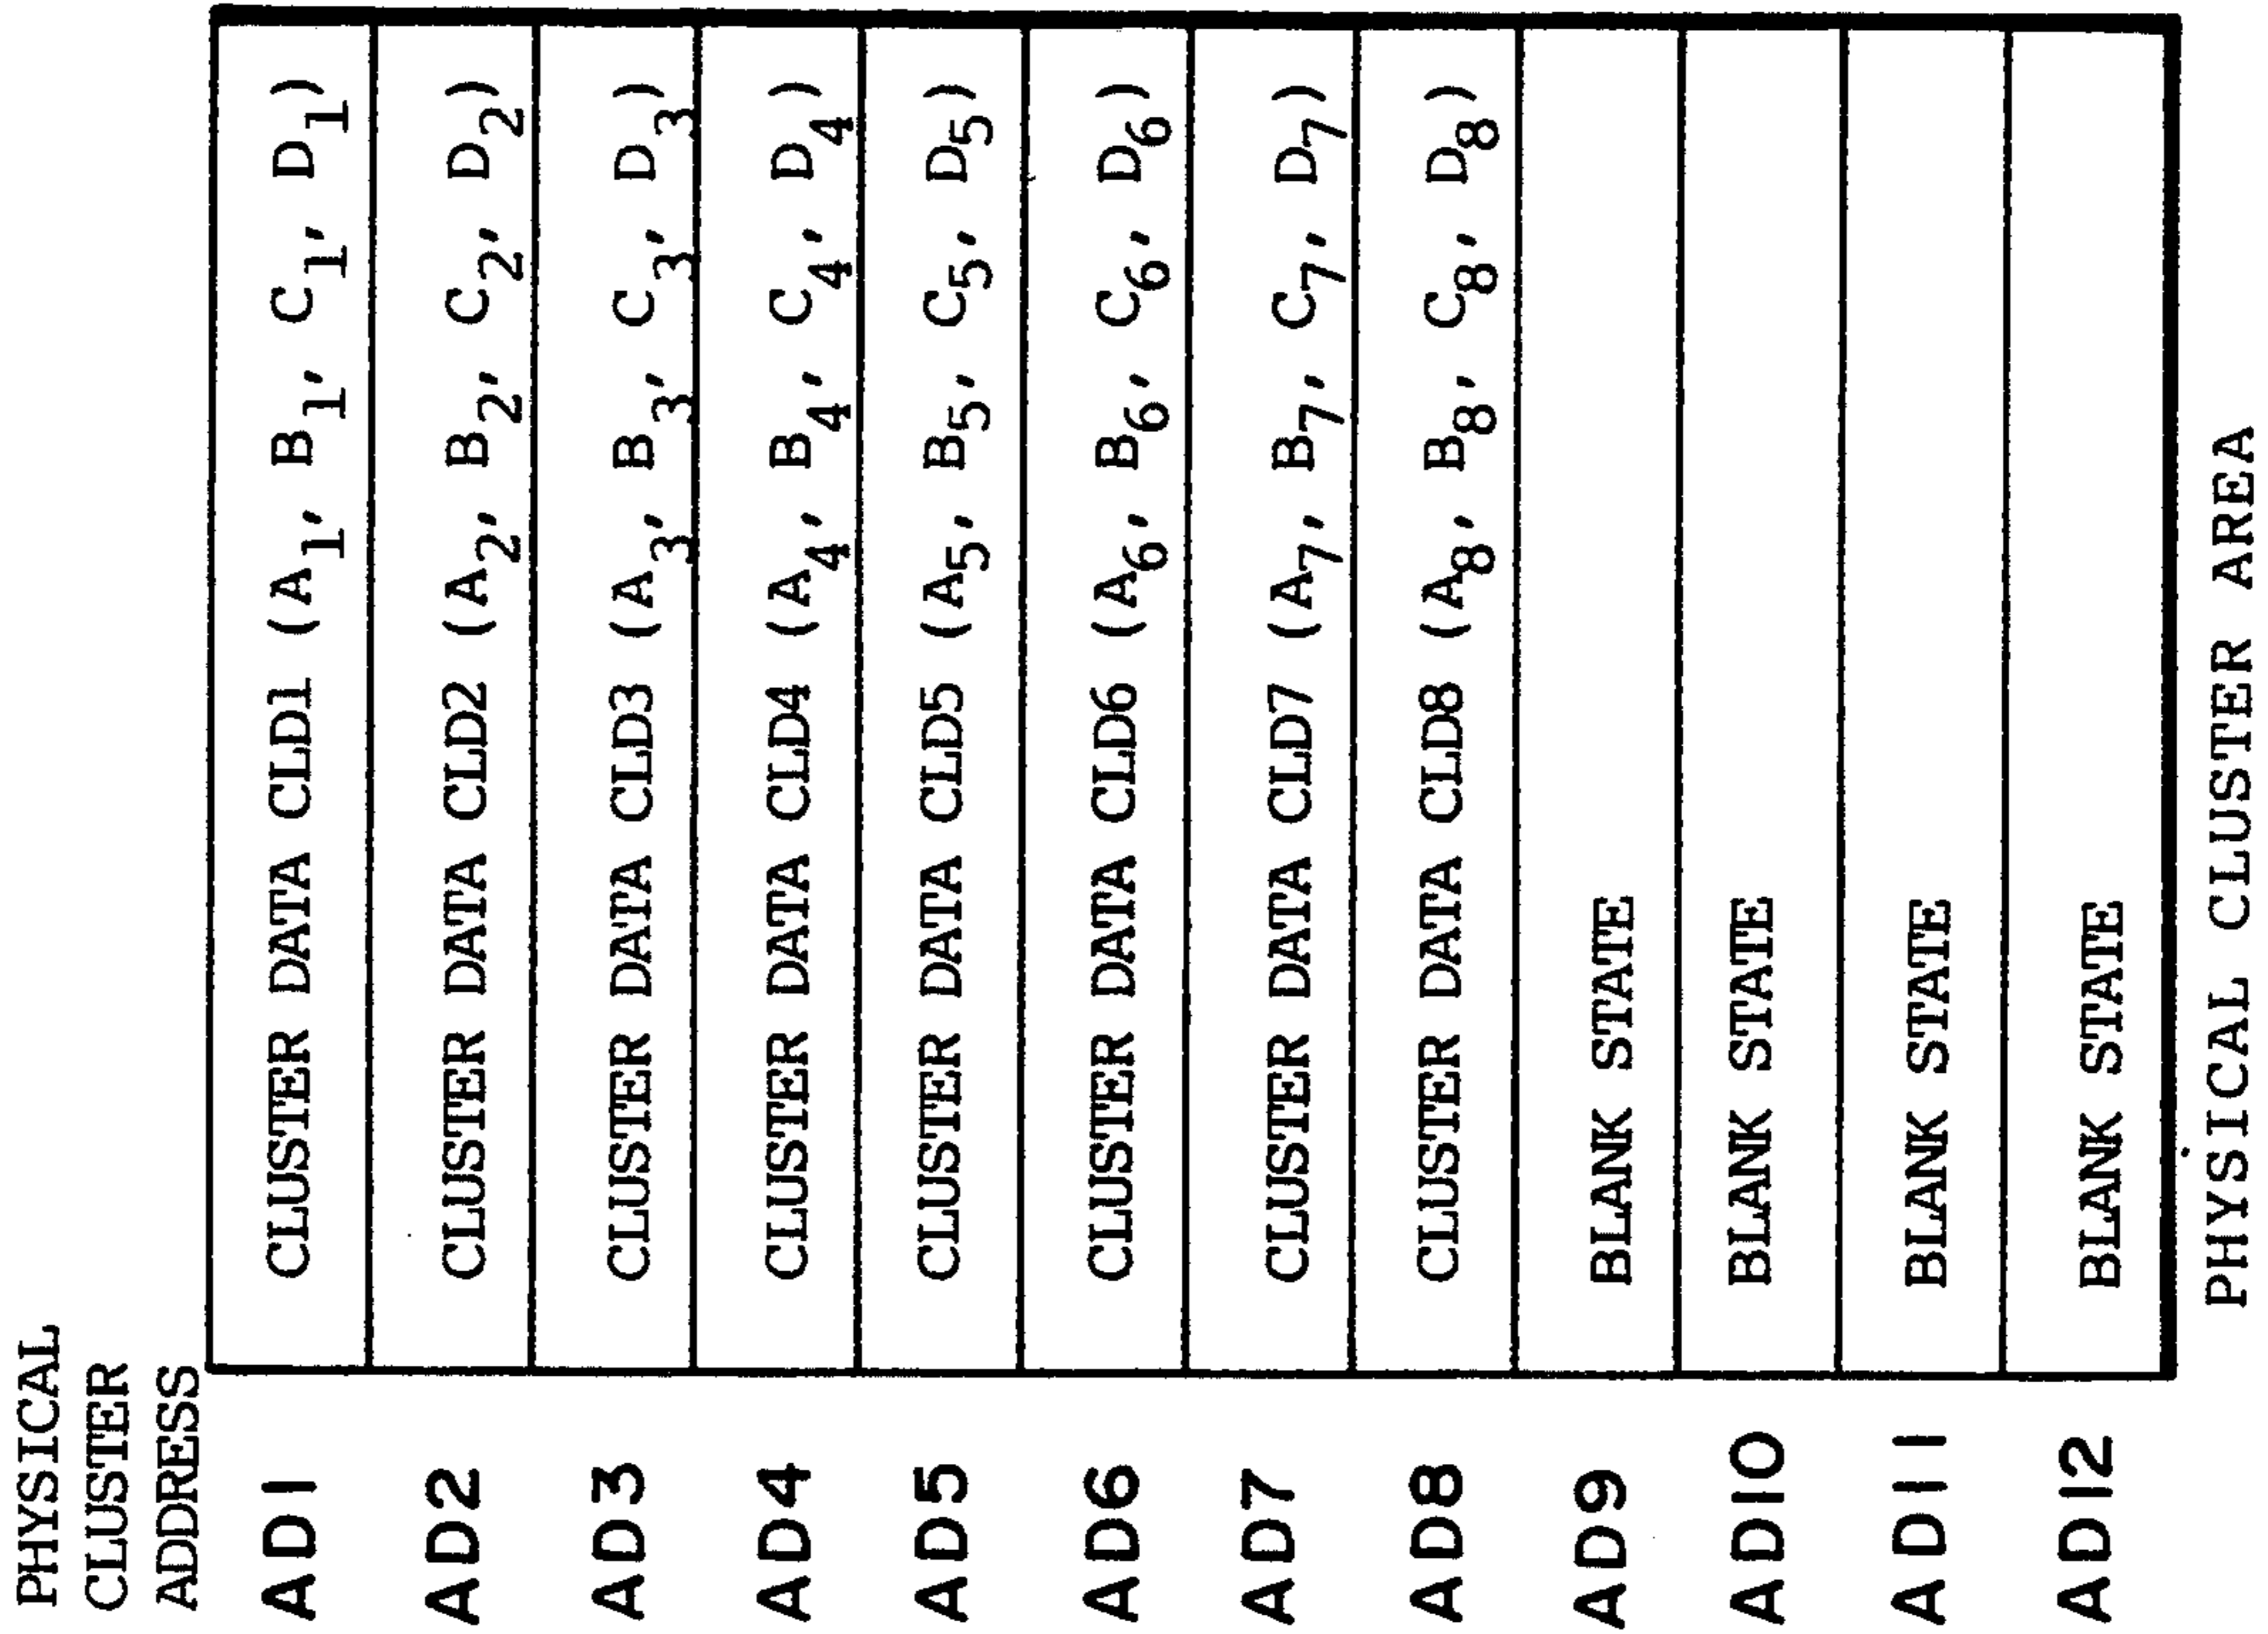 PHYSICAL
CLUSTER
ADDRESS
AD1 CLUSTER DATA CLD1 (A1, B1, C1, D1)
AD2 CLUSTER DATA CLD2 (A2, B2, C2, D2)
AD3 CLUSTER DATA CLD3 (A3, B3, C3, D3)
AD4 CLUSTER DATA CLD4 (A4, B4, C4, D4)
AD5 CLUSTER DATA CLD5 (A5, B5, C5, D5)
AD6 CLUSTER DATA CLD6 (A6, B6, C6, D6)
AD7 CLUSTER DATA CLD7 (A7, B7, C7, D7)
AD8 CLUSTER DATA CLD8 (A8, B8, C8, D8)
AD9 BLANK STATE
AD10 BLANK STATE
AD11 BLANK STATE
AD12 BLANK STATE
PHYSICAL CLUSTER AREA